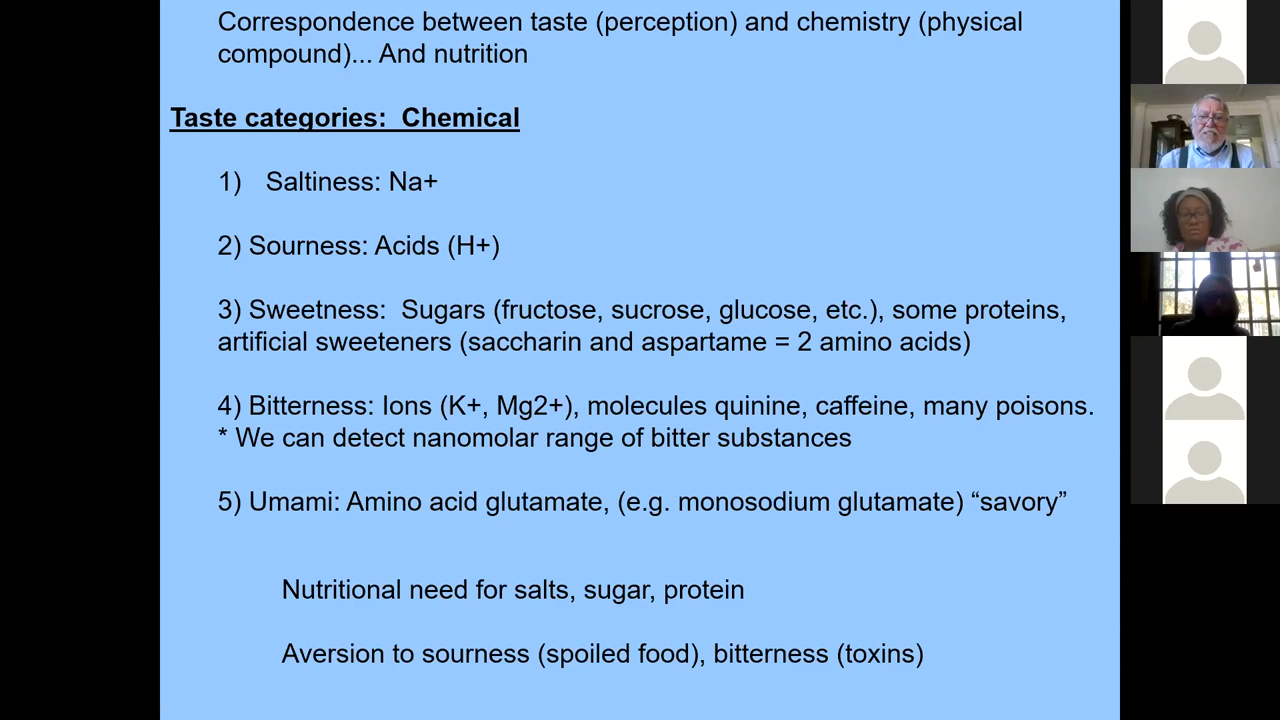 Correspondence between taste (perception) and chemistry (physical
compound)... And nutrition
Taste categories:  Chemical
1)   Saltiness: Na+
2) Sourness: Acids (H+)
3) Sweetness:  Sugars (fructose, sucrose, glucose, etc.), some proteins,
artificial sweeteners (saccharin and aspartame = 2 amino acids)
4) Bitterness: Ions (K+, Mg2+), molecules quinine, caffeine, many poisons.
* We can detect nanomolar range of bitter substances
5) Umami: Amino acid glutamate, (e.g. monosodium glutamate) “savory”
Nutritional need for salts, sugar, protein
Aversion to sourness (spoiled food), bitterness (toxins)